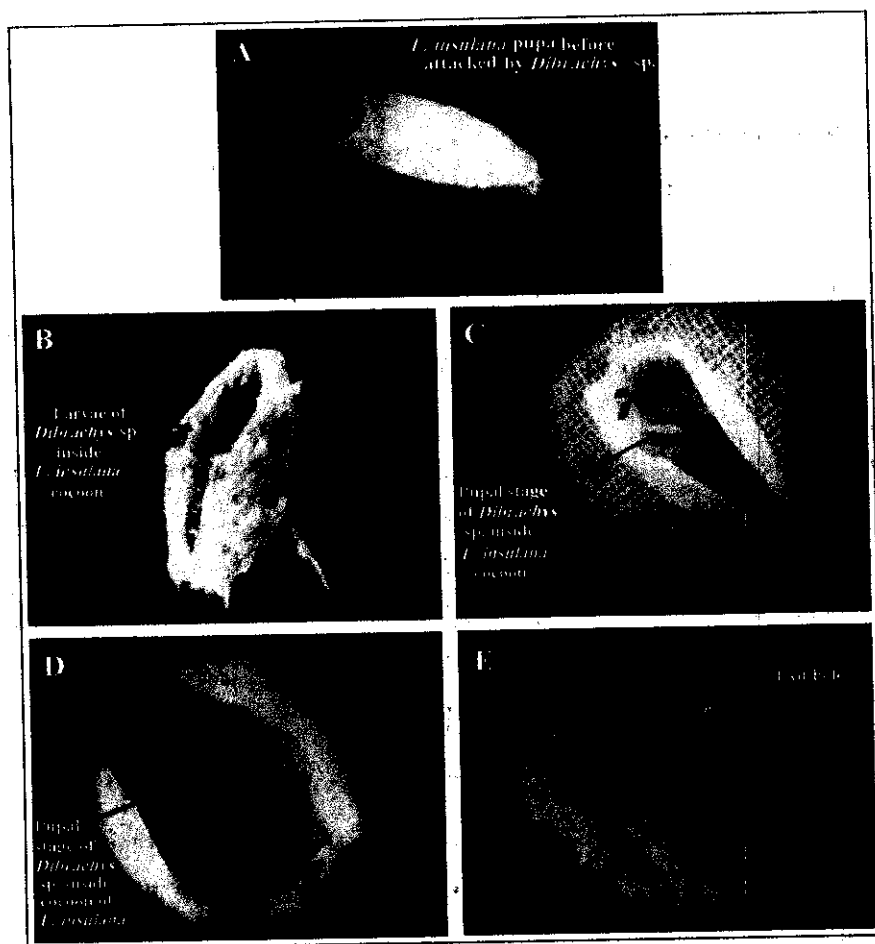 A
E. insulana pupa before
attacked by Dibrachys sp.
B
Larvae of
Dibrachys sp
inside
E. insulana
cocoon
C
Pupal stage
of Dibrachys
sp. inside
E. insulana
cocoon
D
Pupal
stage of
Dibrachys
sp. inside
cocoon of
E. insulana
E
Exit hole